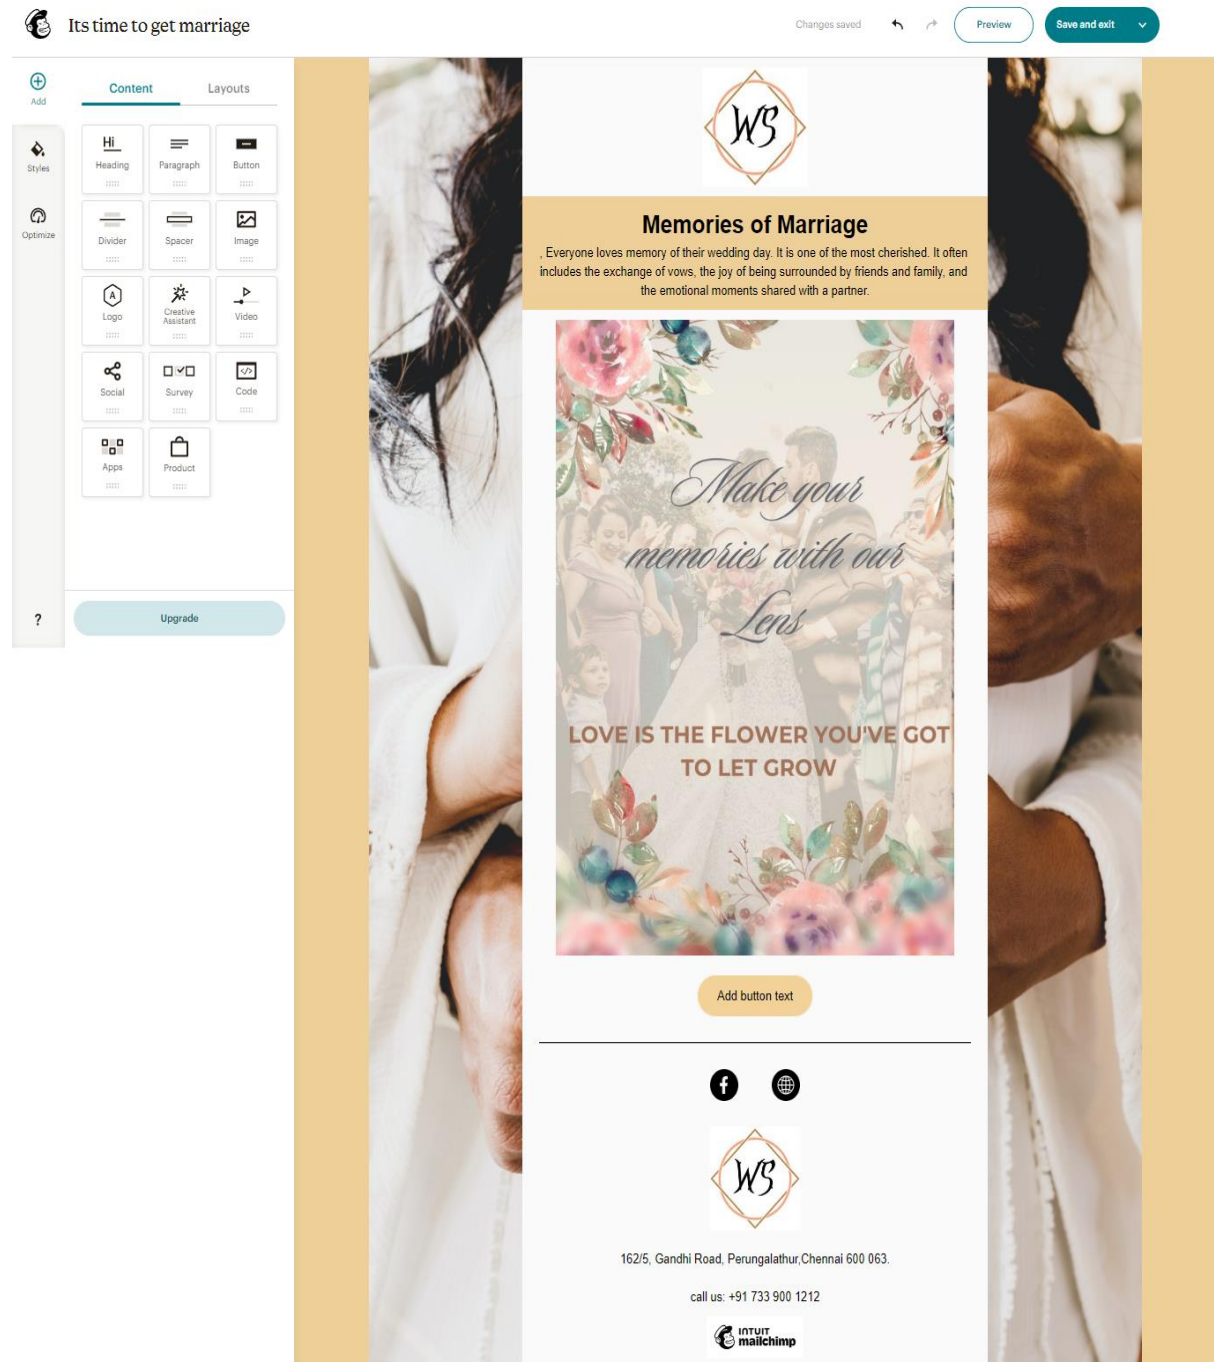 Its time to get marriage
Changes saved
Preview
Save and exit
Add
Content
Layouts
Styles
Optimize
Hi
Heading
Paragraph
Button
Divider
Spacer
Image
A
Logo
Creative
Assistant
Video
Social
Survey
</>
Code
Apps
Product
?
Upgrade
WS
Memories of Marriage
, Everyone loves memory of their wedding day. It is one of the most cherished. It often
includes the exchange of vows, the joy of being surrounded by friends and family, and
the emotional moments shared with a partner.
Make your
memories with our
Lens
LOVE IS THE FLOWER YOU'VE GOT
TO LET GROW
Add button text
f
WS
162/5, Gandhi Road, Perungalathur,Chennai 600 063.
call us: +91 733 900 1212
INTUIT
mailchimp